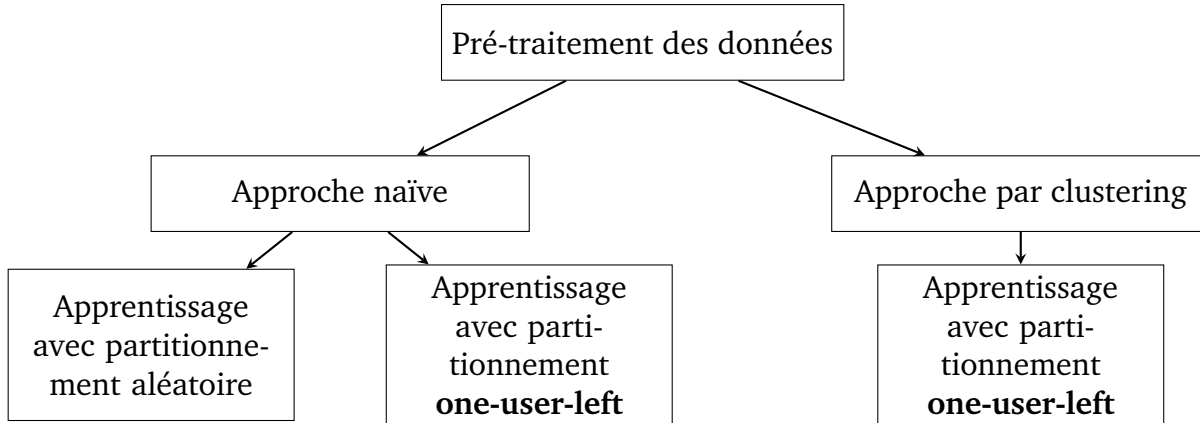 Pré-traitement des données
Approche naïve
Approche par clustering
Apprentissage
avec partitionne-
ment aléatoire
Apprentissage
avec parti-
tionnement
one-user-left
Apprentissage
avec parti-
tionnement
one-user-left